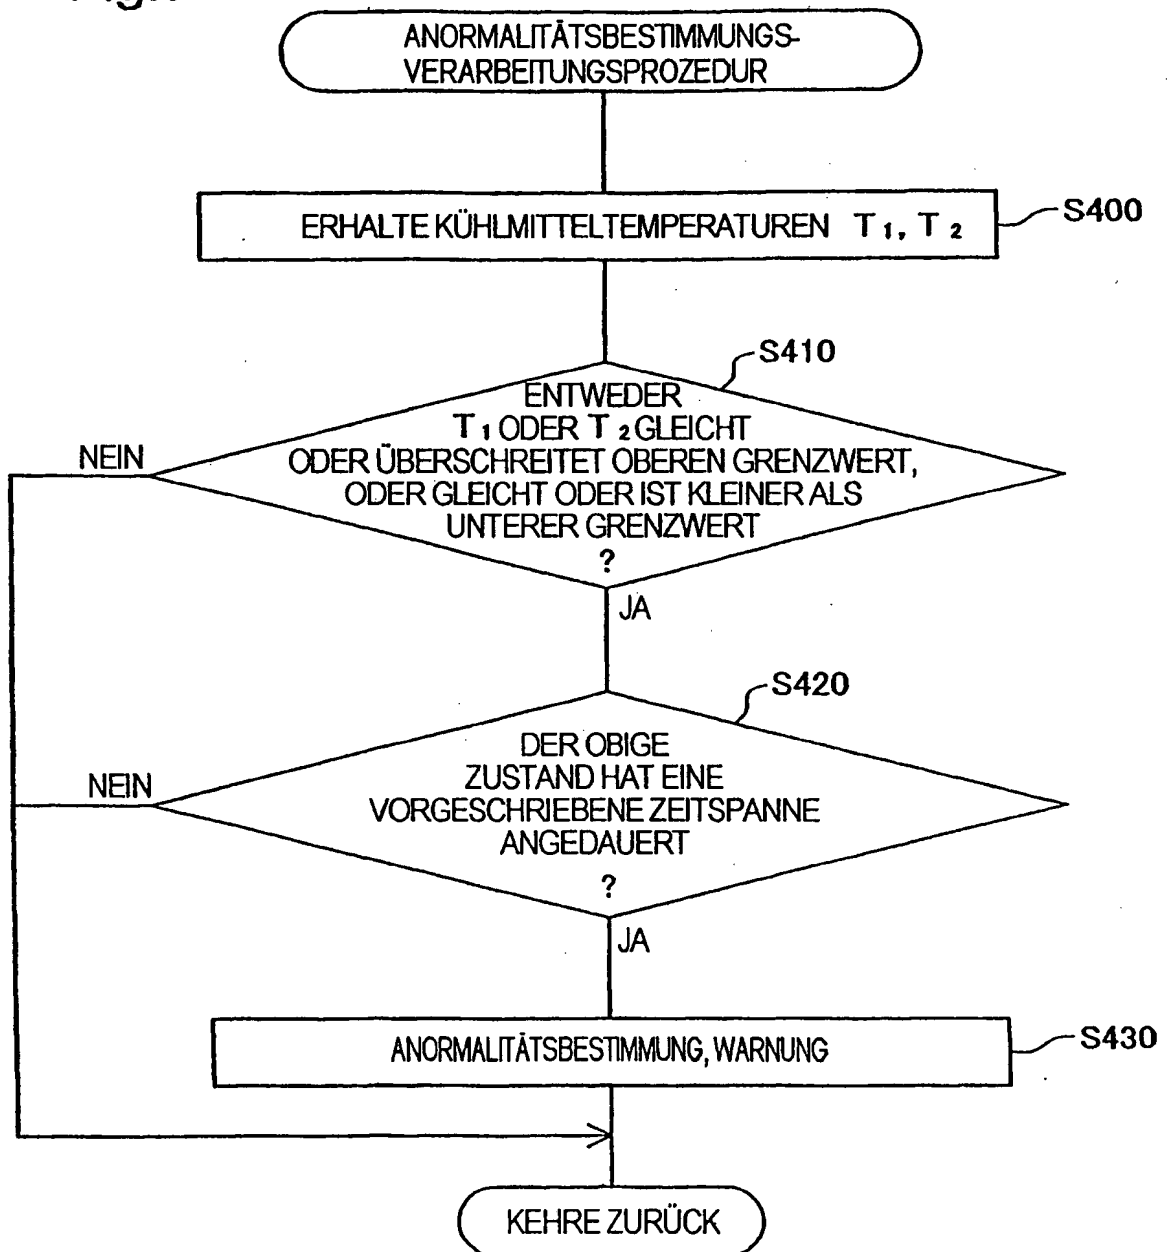 ANORMALITÄTSBESTIMMUNGS-
VERARBEITUNGSPROZEDUR
ERHALTE KÜHLMITTELTEMPERATUREN T₁, T₂
S400
S410
ENTWEDER
T₁ ODER T₂ GLEICHT
ODER ÜBERSCHREITET OBEREN GRENZWERT,
ODER GLEICHT ODER IST KLEINER ALS
UNTERER GRENZWERT
?
NEIN
JA
S420
DER OBIGE
ZUSTAND HAT EINE
VORGESCHRIEBENE ZEITSPANNE
ANGEDAUERT
?
NEIN
JA
ANORMALITÄTSBESTIMMUNG, WARNUNG
S430
KEHRE ZURÜCK